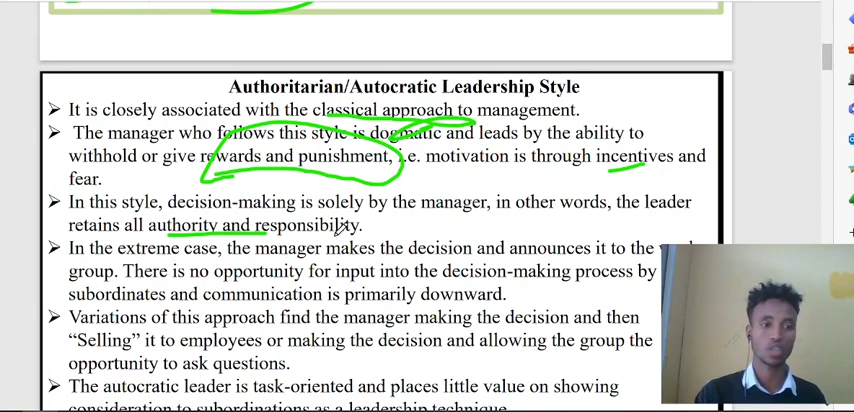 Authoritarian/Autocratic Leadership Style
➤ It is closely associated with the classical approach to management.
➤ The manager who follows this style is dogmatic and leads by the ability to
withhold or give rewards and punishment, i.e. motivation is through incentives and
fear.
➤ In this style, decision-making is solely by the manager, in other words, the leader
retains all authority and responsibility.
➤ In the extreme case, the manager makes the decision and announces it to the
group. There is no opportunity for input into the decision-making process by
subordinates and communication is primarily downward.
➤ Variations of this approach find the manager making the decision and then
“Selling” it to employees or making the decision and allowing the group the
opportunity to ask questions.
➤ The autocratic leader is task-oriented and places little value on showing
consideration to subordinations as a leadership technique.